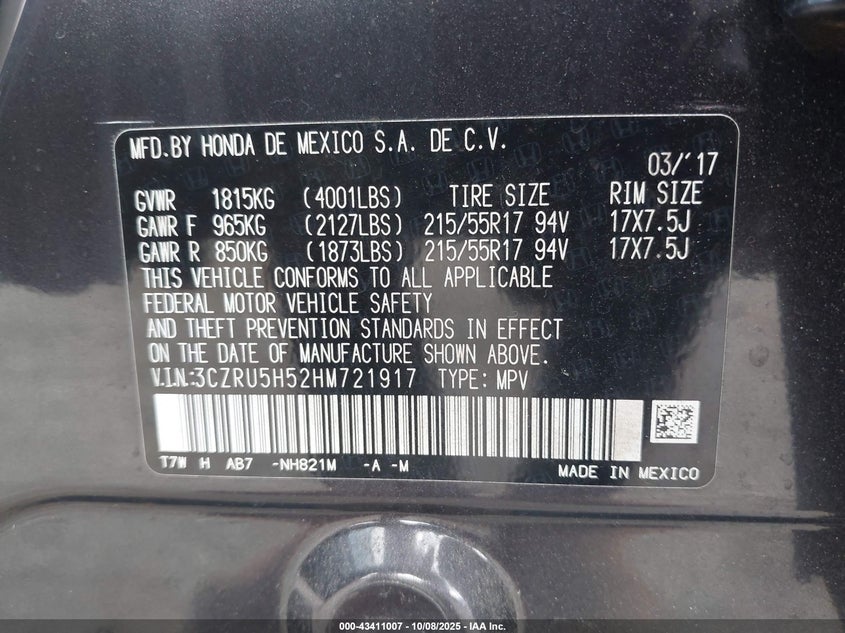 MFD.BY HONDA DE MEXICO S.A. DE C.V.
03/'17
GVWR 1815KG (4001LBS) TIRE SIZE RIM SIZE
GAWR F 965KG (2127LBS) 215/55R17 94V 17X7.5J
GAWR R 850KG (1873LBS) 215/55R17 94V 17X7.5J
THIS VEHICLE CONFORMS TO ALL APPLICABLE
FEDERAL MOTOR VEHICLE SAFETY
AND THEFT PREVENTION STANDARDS IN EFFECT
ON THE DATE OF MANUFACTURE SHOWN ABOVE.
V.I.N.:3CZRU5H52HM721917 TYPE: MPV
T7W H AB7 -NH821M -A -M
MADE IN MEXICO
000-43411007 - 10/08/2025 - IAA Inc.